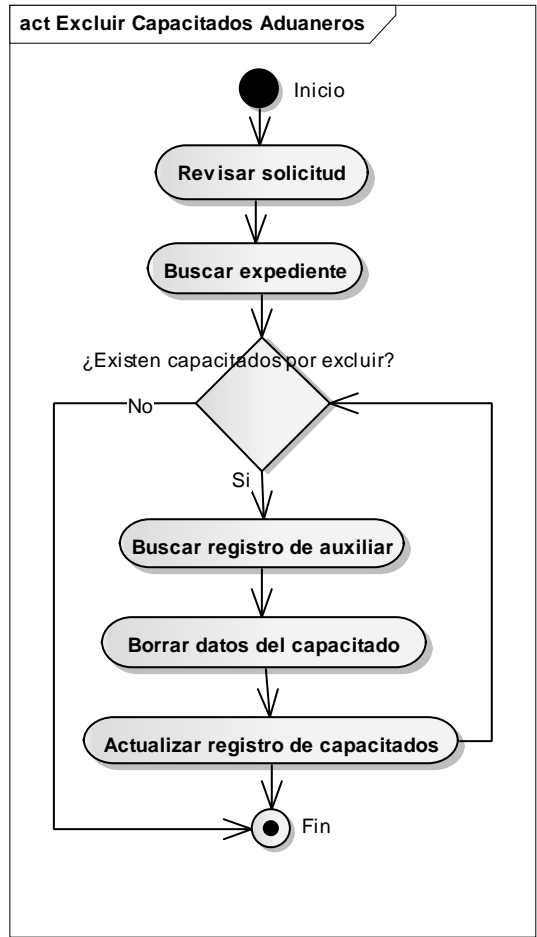 act Excluir Capacitados Aduaneros
Inicio
Revisar solicitud
Buscar expediente
¿Existen capacitados por excluir?
No
Si
Buscar registro de auxiliar
Borrar datos del capacitado
Actualizar registro de capacitados
Fin